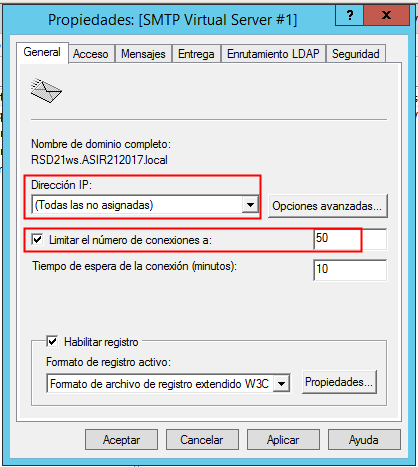 Propiedades: [SMTP Virtual Server #1]
?
x
General
Acceso
Mensajes
Entrega
Enrutamiento LDAP
Seguridad
Nombre de dominio completo:
RSD21ws.ASIR212017.local
Dirección IP:
(Todas las no asignadas)
Opciones avanzadas...
Limitar el número de conexiones a:
50
Tiempo de espera de la conexión (minutos):
10
Habilitar registro
Formato de registro activo:
Formato de archivo de registro extendido W3C
Propiedades...
Aceptar
Cancelar
Aplicar
Ayuda